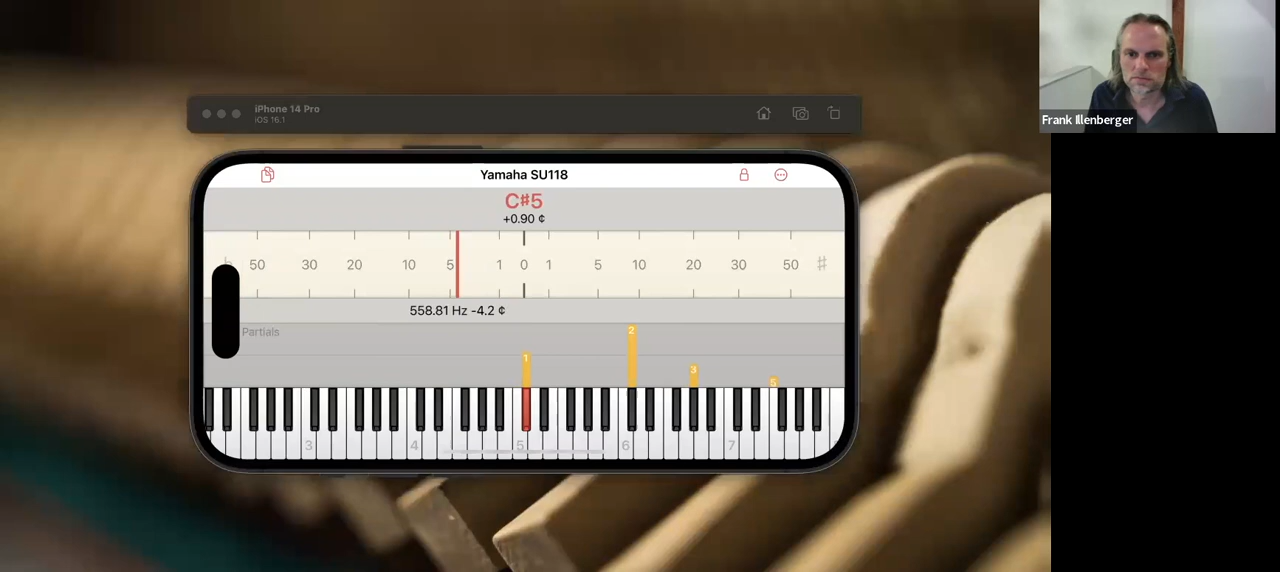 iPhone 14 Pro
iOS 16.1
Yamaha SU118
C#5
+0.90 ¢
♭ 50 30 20 10 5 1 0 1 5 10 20 30 50 ♯
558.81 Hz -4.2 ¢
Partials
1 2 3 5
3 4 5 6 7
Frank Illenberger